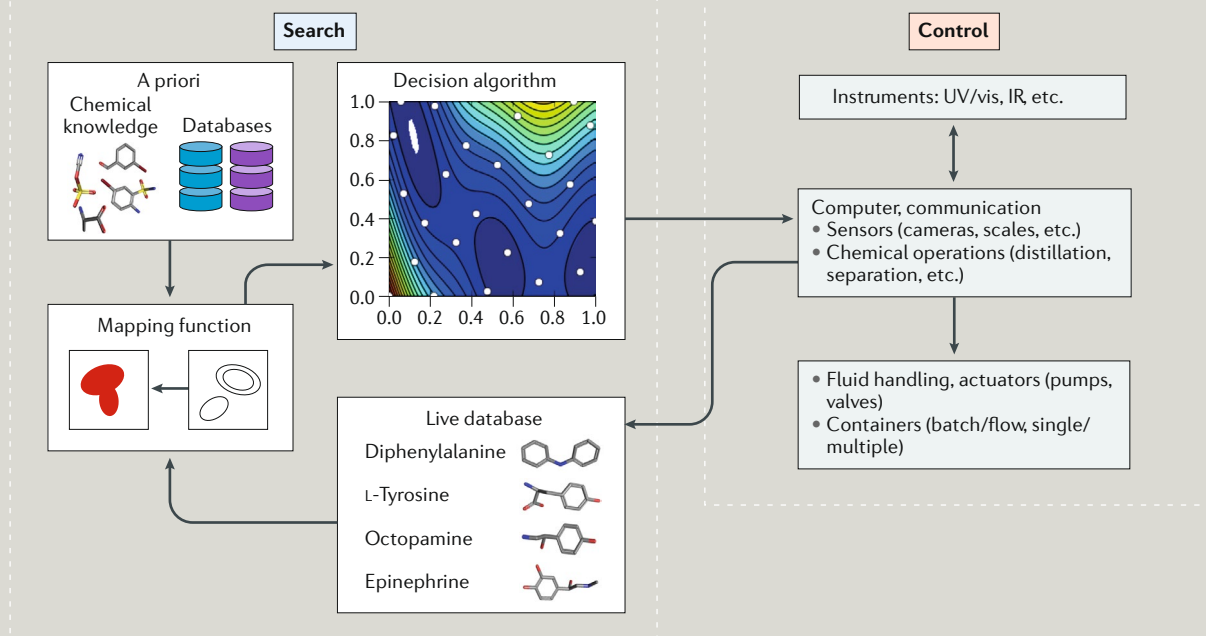 Search
Control
A priori
Chemical
knowledge
Databases
Decision algorithm
1.0
0.8
0.6
0.4
0.2
0.0
0.0 0.2 0.4 0.6 0.8 1.0
Mapping function
Live database
Diphenylalanine
L-Tyrosine
Octopamine
Epinephrine
Instruments: UV/vis, IR, etc.
Computer, communication
• Sensors (cameras, scales, etc.)
• Chemical operations (distillation,
separation, etc.)
• Fluid handling, actuators (pumps,
valves)
• Containers (batch/flow, single/
multiple)